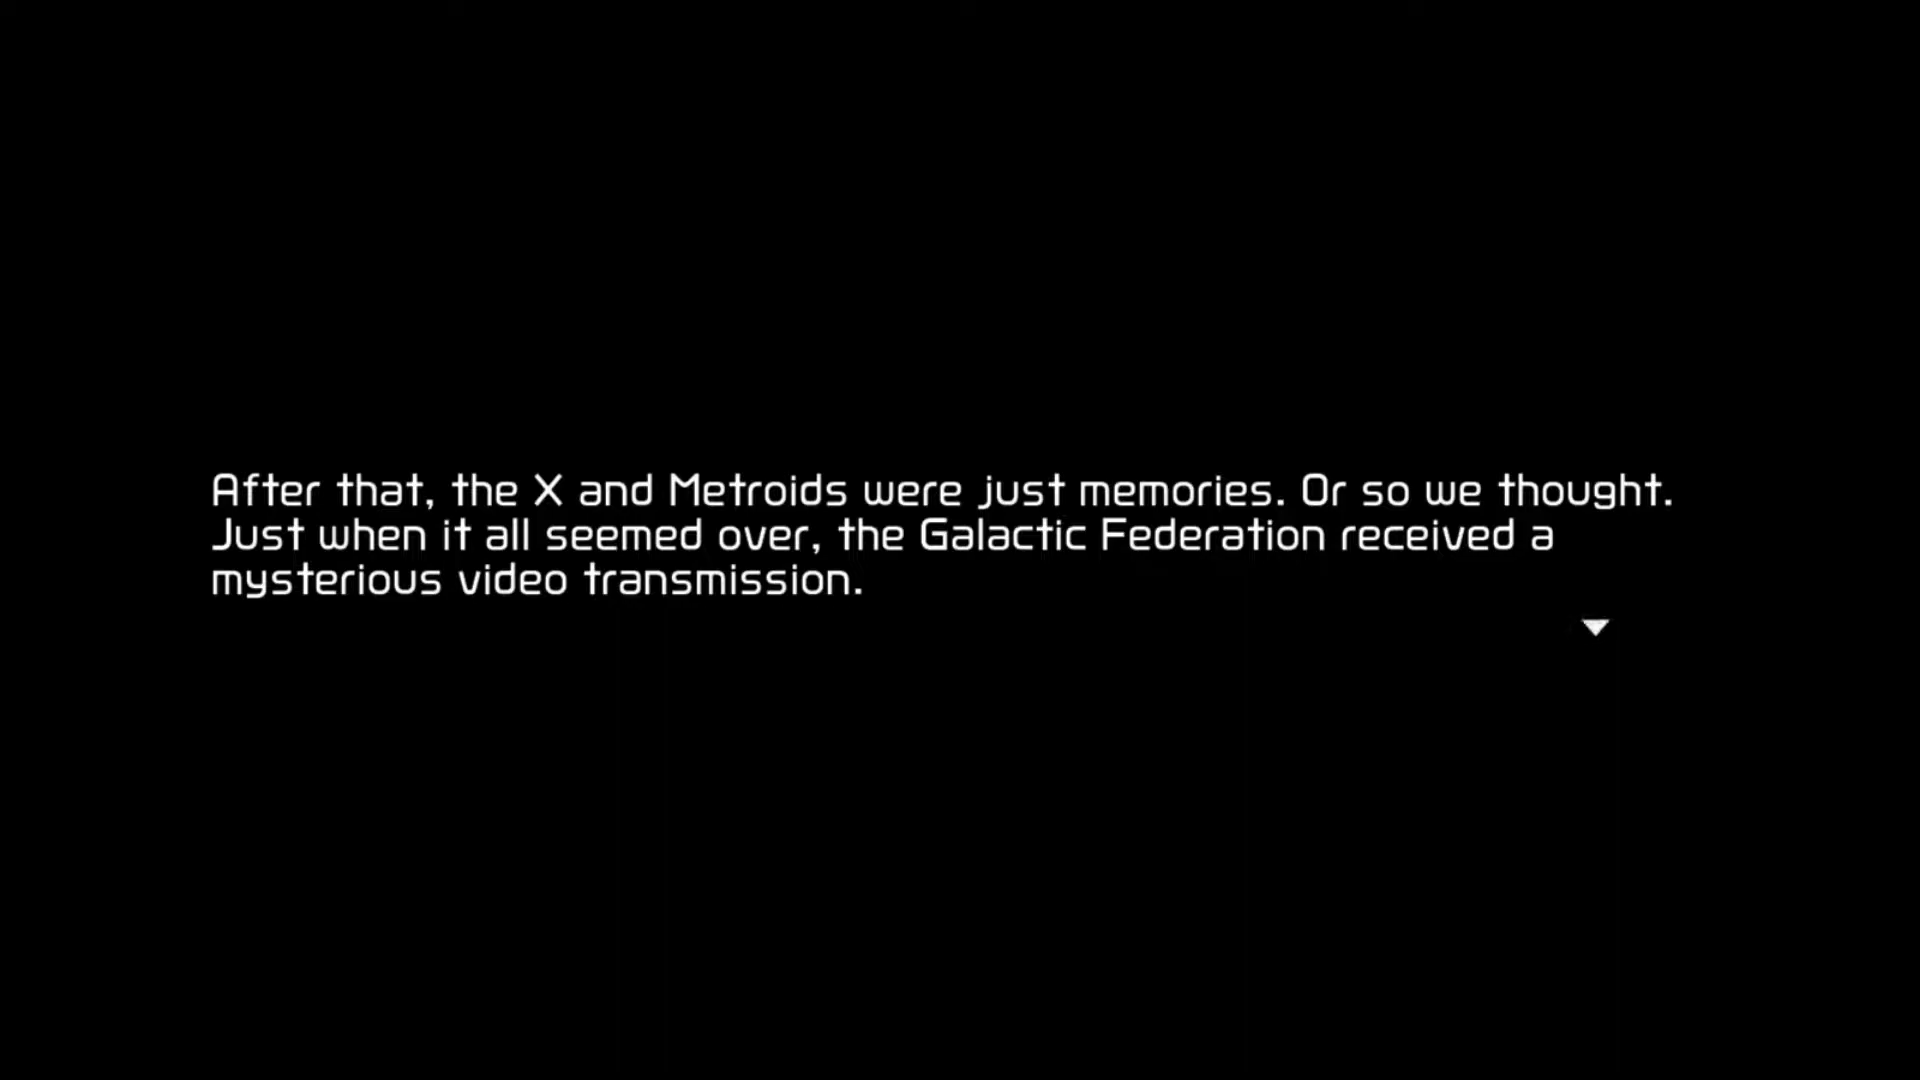 After that, the X and Metroids were just memories. Or so we thought.
Just when it all seemed over, the Galactic Federation received a
mysterious video transmission.